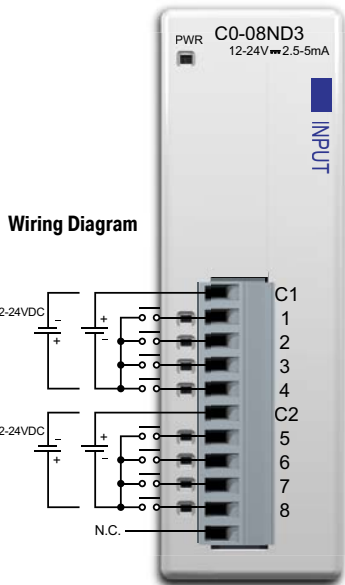 PWR C0-08ND3
12-24V⎓2.5-5mA
INPUT
Wiring Diagram
C1
2-24VDC
- +
+ -
1
2
3
4
C2
2-24VDC
- +
+ -
5
6
7
8
N.C.